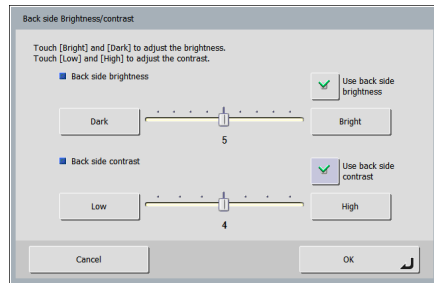 Back side Brightness/contrast
Touch [Bright] and [Dark] to adjust the brightness.
Touch [Low] and [High] to adjust the contrast.
Back side brightness
Use back side
brightness
Dark
Bright
5
Back side contrast
Use back side
contrast
Low
High
4
Cancel
OK